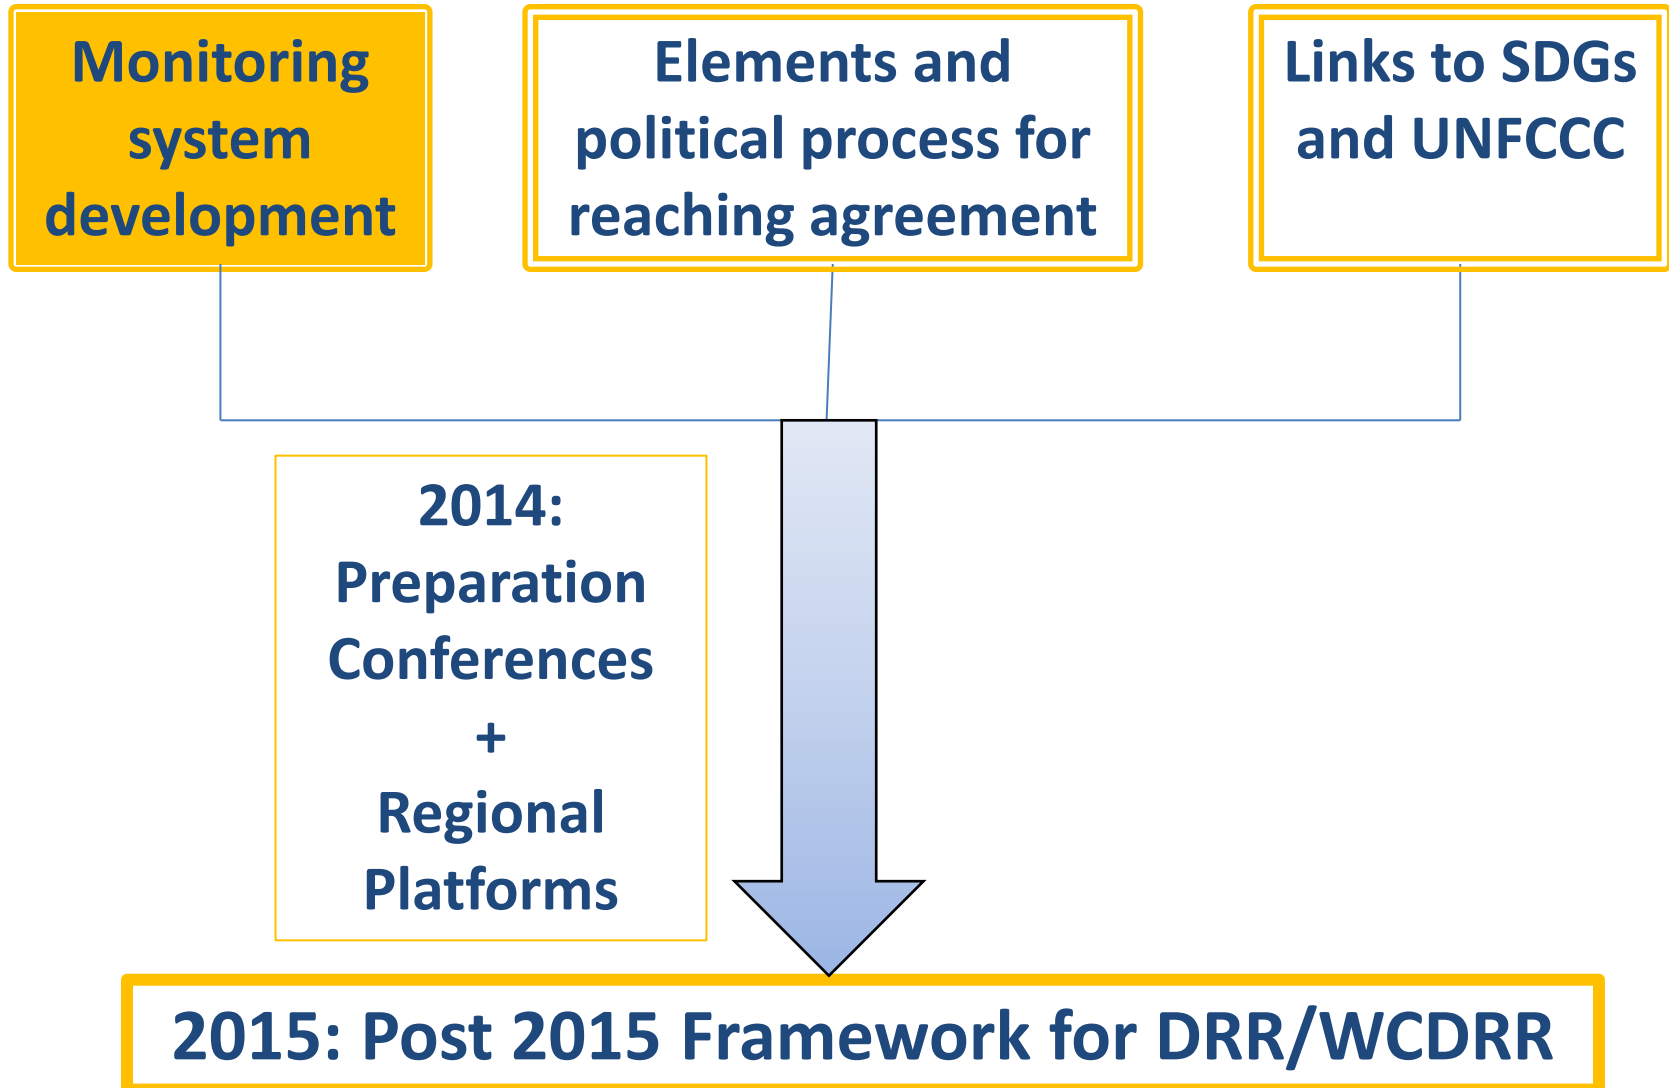 Monitoring
system
development
Elements and
political process for
reaching agreement
Links to SDGs
and UNFCCC
2014:
Preparation
Conferences
+
Regional
Platforms
2015: Post 2015 Framework for DRR/WCDRR